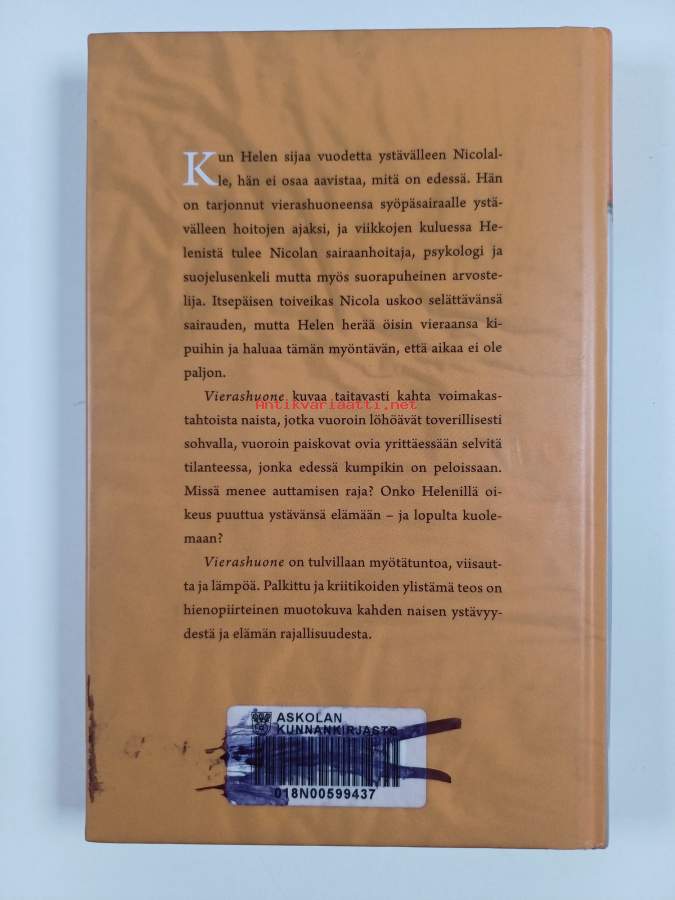 Kun Helen sijaa vuodetta ystävälleen Nicolal-
le, hän ei osaa aavistaa, mitä on edessä. Hän
on tarjonnut vierashuoneensa syöpäsairaalle ystä-
välleen hoitojen ajaksi, ja viikkojen kuluessa He-
lenistä tulee Nicolan sairaanhoitaja, psykologi ja
suojelusenkeli mutta myös suorapuheinen arvoste-
lija. Itsepäisen toiveikas Nicola uskoo selättävänsä
sairauden, mutta Helen herää öisin vieraansa ki-
puihin ja haluaa tämän myöntävän, että aikaa ei ole
paljon.
Vierashuone kuvaa taitavasti kahta voimakas-
Antikvariaatti.net
tahtoista naista, jotka vuoroin löhöävät toverillisesti
sohvalla, vuoroin paiskovat ovia yrittäessään selvitä
tilanteessa, jonka edessä kumpikin on peloissaan.
Missä menee auttamisen raja? Onko Helenillä oi-
keus puuttua ystävänsä elämään – ja lopulta kuole-
maan?
Vierashuone on tulvillaan myötätuntoa, viisaut-
ta ja lämpöä. Palkittu ja kriitikoiden ylistämä teos on
hienopiirteinen muotokuva kahden naisen ystävyy-
destä ja elämän rajallisuudesta.
ASKOLAN
KUNNANKIRJASTO
018N00599437